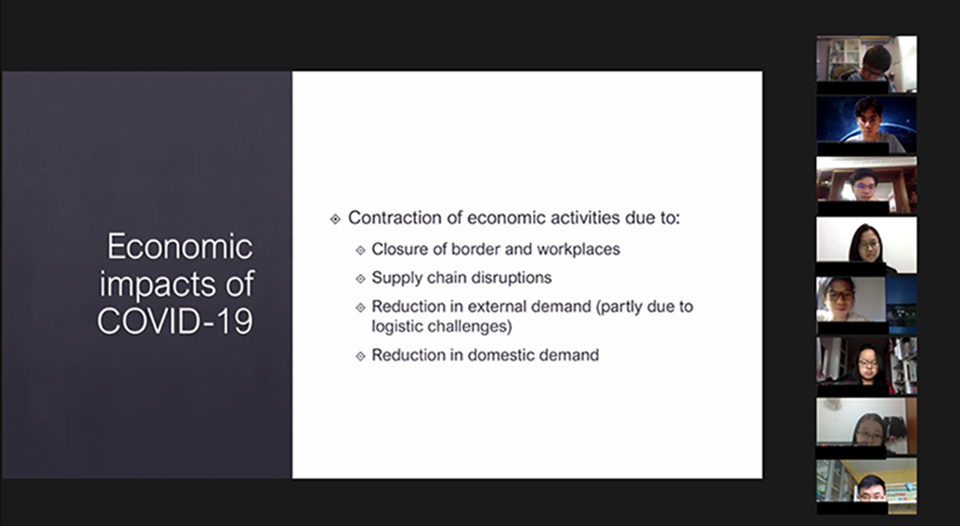 Economic
impacts of
COVID-19
Contraction of economic activities due to:
Closure of border and workplaces
Supply chain disruptions
Reduction in external demand (partly due to
logistic challenges)
Reduction in domestic demand